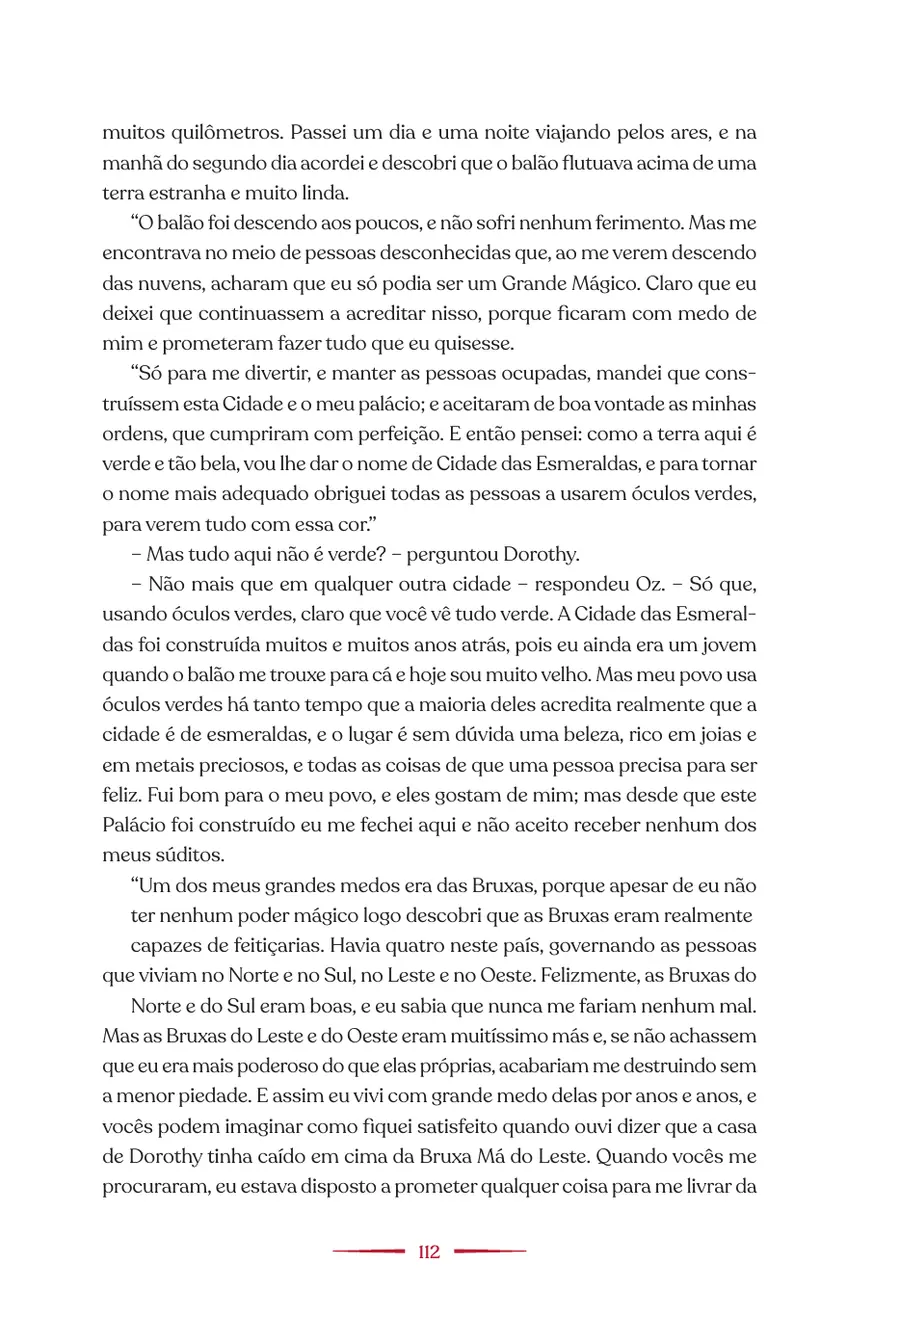 muitos quilômetros. Passei um dia e uma noite viajando pelos ares, e na
manhã do segundo dia acordei e descobri que o balão flutuava acima de uma
terra estranha e muito linda.
“O balão foi descendo aos poucos, e não sofri nenhum ferimento. Mas me
encontrava no meio de pessoas desconhecidas que, ao me verem descendo
das nuvens, acharam que eu só podia ser um Grande Mágico. Claro que eu
deixei que continuassem a acreditar nisso, porque ficaram com medo de
mim e prometeram fazer tudo que eu quisesse.
“Só para me divertir, e manter as pessoas ocupadas, mandei que cons-
truíssem esta Cidade e o meu palácio; e aceitaram de boa vontade as minhas
ordens, que cumpriram com perfeição. E então pensei: como a terra aqui é
verde e tão bela, vou lhe dar o nome de Cidade das Esmeraldas, e para tornar
o nome mais adequado obriguei todas as pessoas a usarem óculos verdes,
para verem tudo com essa cor.”
– Mas tudo aqui não é verde? – perguntou Dorothy.
– Não mais que em qualquer outra cidade – respondeu Oz. – Só que,
usando óculos verdes, claro que você vê tudo verde. A Cidade das Esmeral-
das foi construída muitos e muitos anos atrás, pois eu ainda era um jovem
quando o balão me trouxe para cá e hoje sou muito velho. Mas meu povo usa
óculos verdes há tanto tempo que a maioria deles acredita realmente que a
cidade é de esmeraldas, e o lugar é sem dúvida uma beleza, rico em joias e
em metais preciosos, e todas as coisas de que uma pessoa precisa para ser
feliz. Fui bom para o meu povo, e eles gostam de mim; mas desde que este
Palácio foi construído eu me fechei aqui e não aceito receber nenhum dos
meus súditos.
“Um dos meus grandes medos era das Bruxas, porque apesar de eu não
ter nenhum poder mágico logo descobri que as Bruxas eram realmente
capazes de feitiçarias. Havia quatro neste país, governando as pessoas
que viviam no Norte e no Sul, no Leste e no Oeste. Felizmente, as Bruxas do
Norte e do Sul eram boas, e eu sabia que nunca me fariam nenhum mal.
Mas as Bruxas do Leste e do Oeste eram muitíssimo más e, se não achassem
que eu era mais poderoso do que elas próprias, acabariam me destruindo sem
a menor piedade. E assim eu vivi com grande medo delas por anos e anos, e
vocês podem imaginar como fiquei satisfeito quando ouvi dizer que a casa
de Dorothy tinha caído em cima da Bruxa Má do Leste. Quando vocês me
procuraram, eu estava disposto a prometer qualquer coisa para me livrar da
112